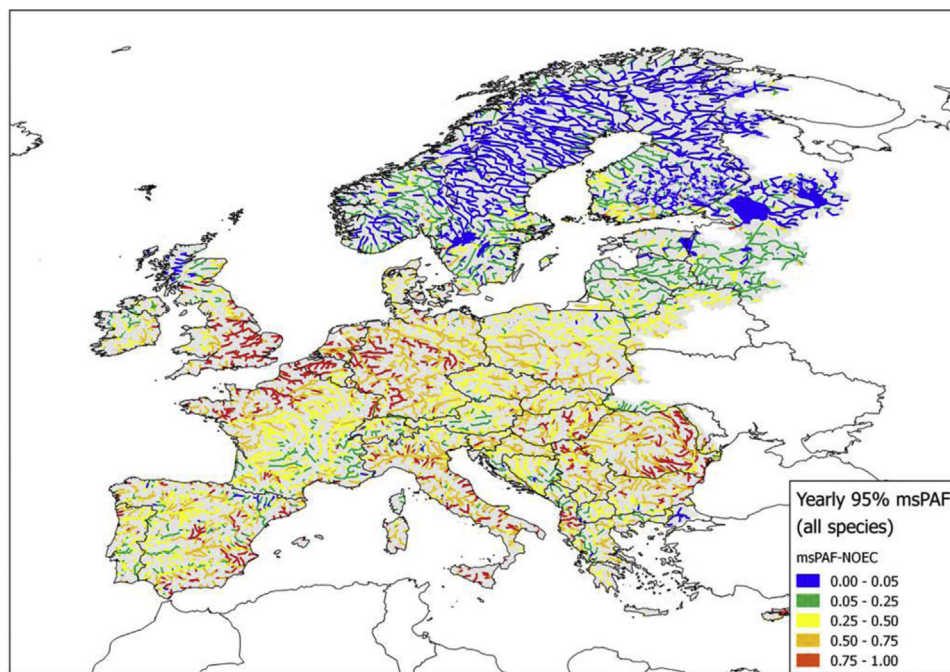 Yearly 95% msPAF
(all species)
msPAF-NOEC
0.00 - 0.05
0.05 - 0.25
0.25 - 0.50
0.50 - 0.75
0.75 - 1.00